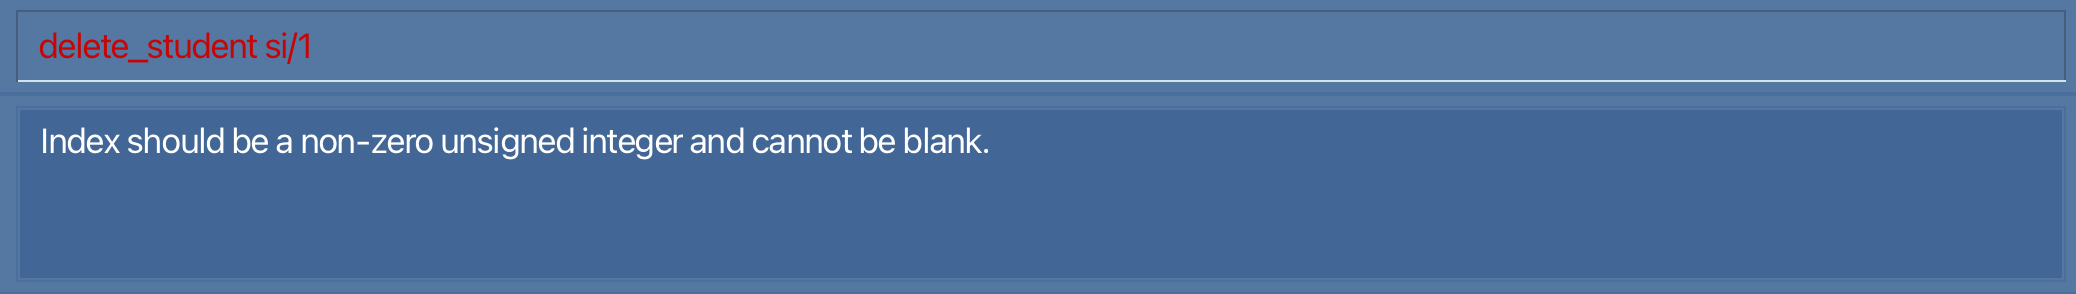 delete_student si/1
Index should be a non-zero unsigned integer and cannot be blank.